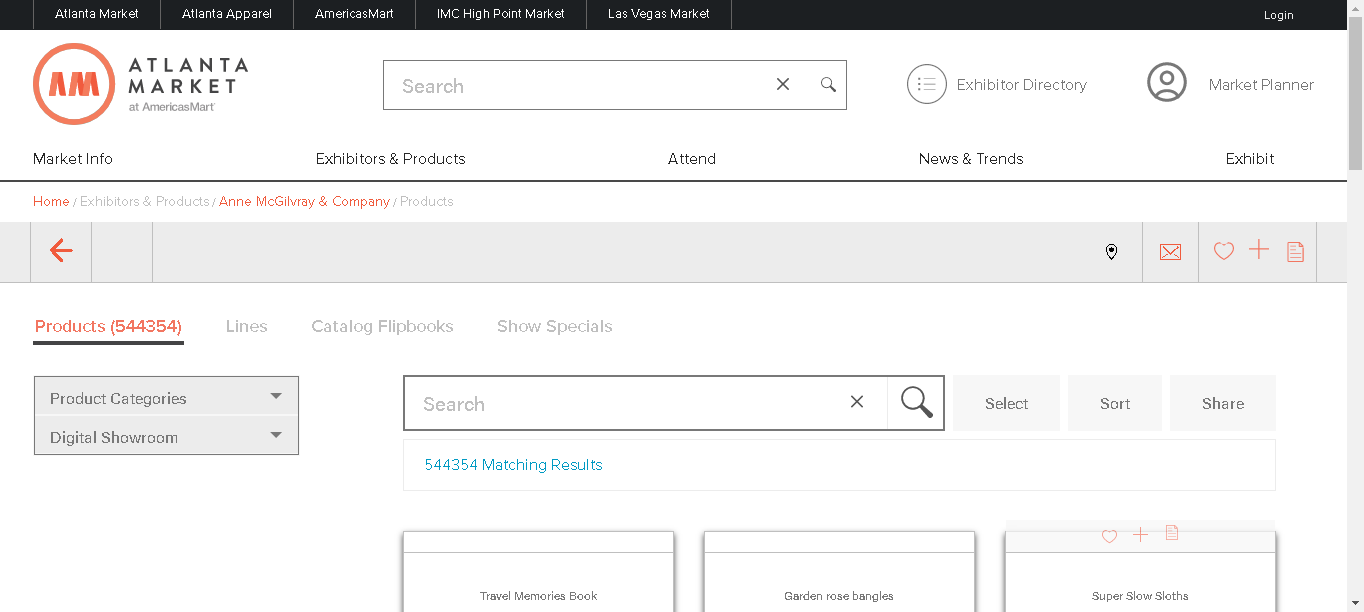 Atlanta Market Atlanta Apparel AmericasMart IMC High Point Market Las Vegas Market Login
ATLANTA
MARKET
at AmericasMart
Search
Exhibitor Directory
Market Planner
Market Info Exhibitors & Products Attend News & Trends Exhibit
Home / Exhibitors & Products / Anne McGilvray & Company / Products
Products (544354) Lines Catalog Flipbooks Show Specials
Product Categories
Digital Showroom
Search
Select Sort Share
544354 Matching Results
Travel Memories Book Garden rose bangles Super Slow Sloths